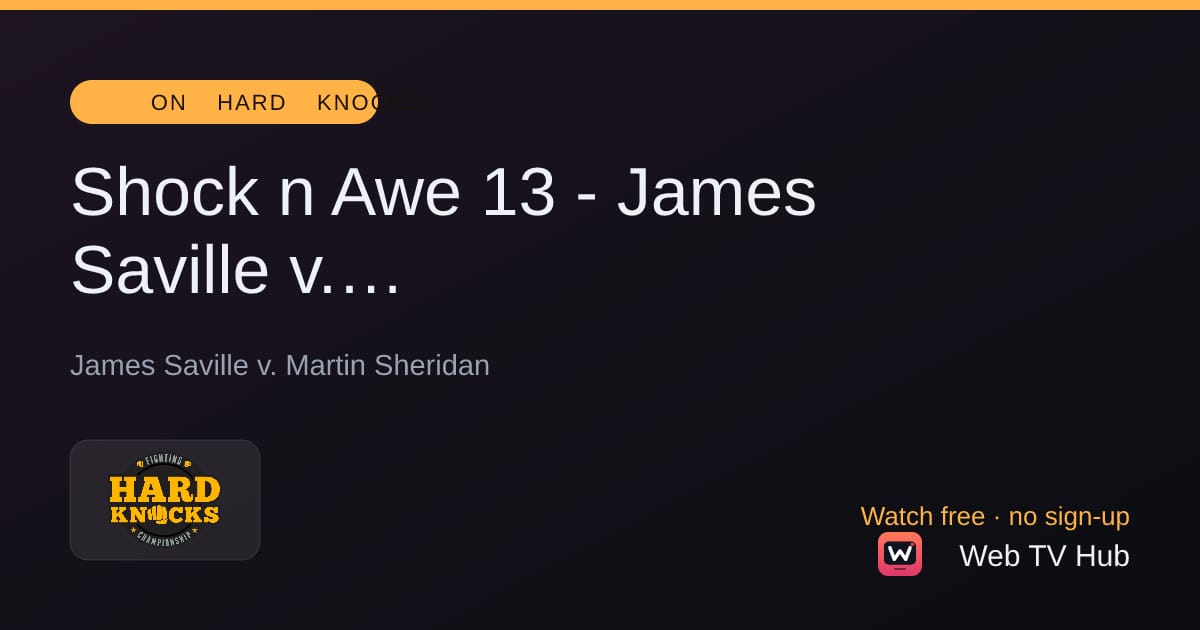 ON HARD KNOC
Shock n Awe 13 - James
Saville v.…
James Saville v. Martin Sheridan
FIGHTING
HARD
KNOCKS
CHAMPIONSHIP
Watch free · no sign-up
W
Web TV Hub